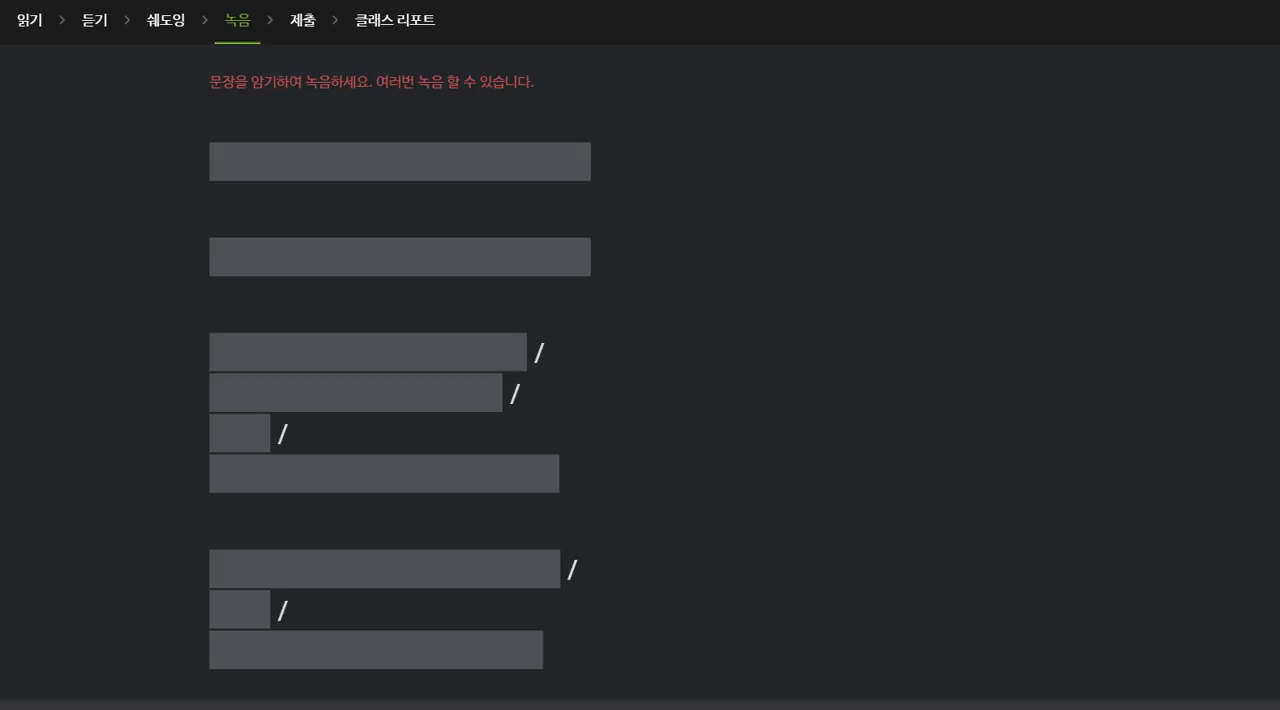 읽기 > 듣기 > 쉐도잉 > 녹음 > 제출 > 클래스 리포트
문장을 암기하여 녹음하세요. 여러번 녹음 할 수 있습니다.
/
/
/
/
/